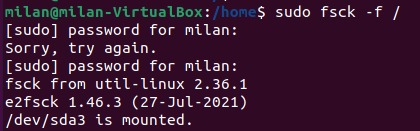 milan@milan-VirtualBox:/home$ sudo fsck -f /
[sudo] password for milan:
Sorry, try again.
[sudo] password for milan:
fsck from util-linux 2.36.1
e2fsck 1.46.3 (27-Jul-2021)
/dev/sda3 is mounted.